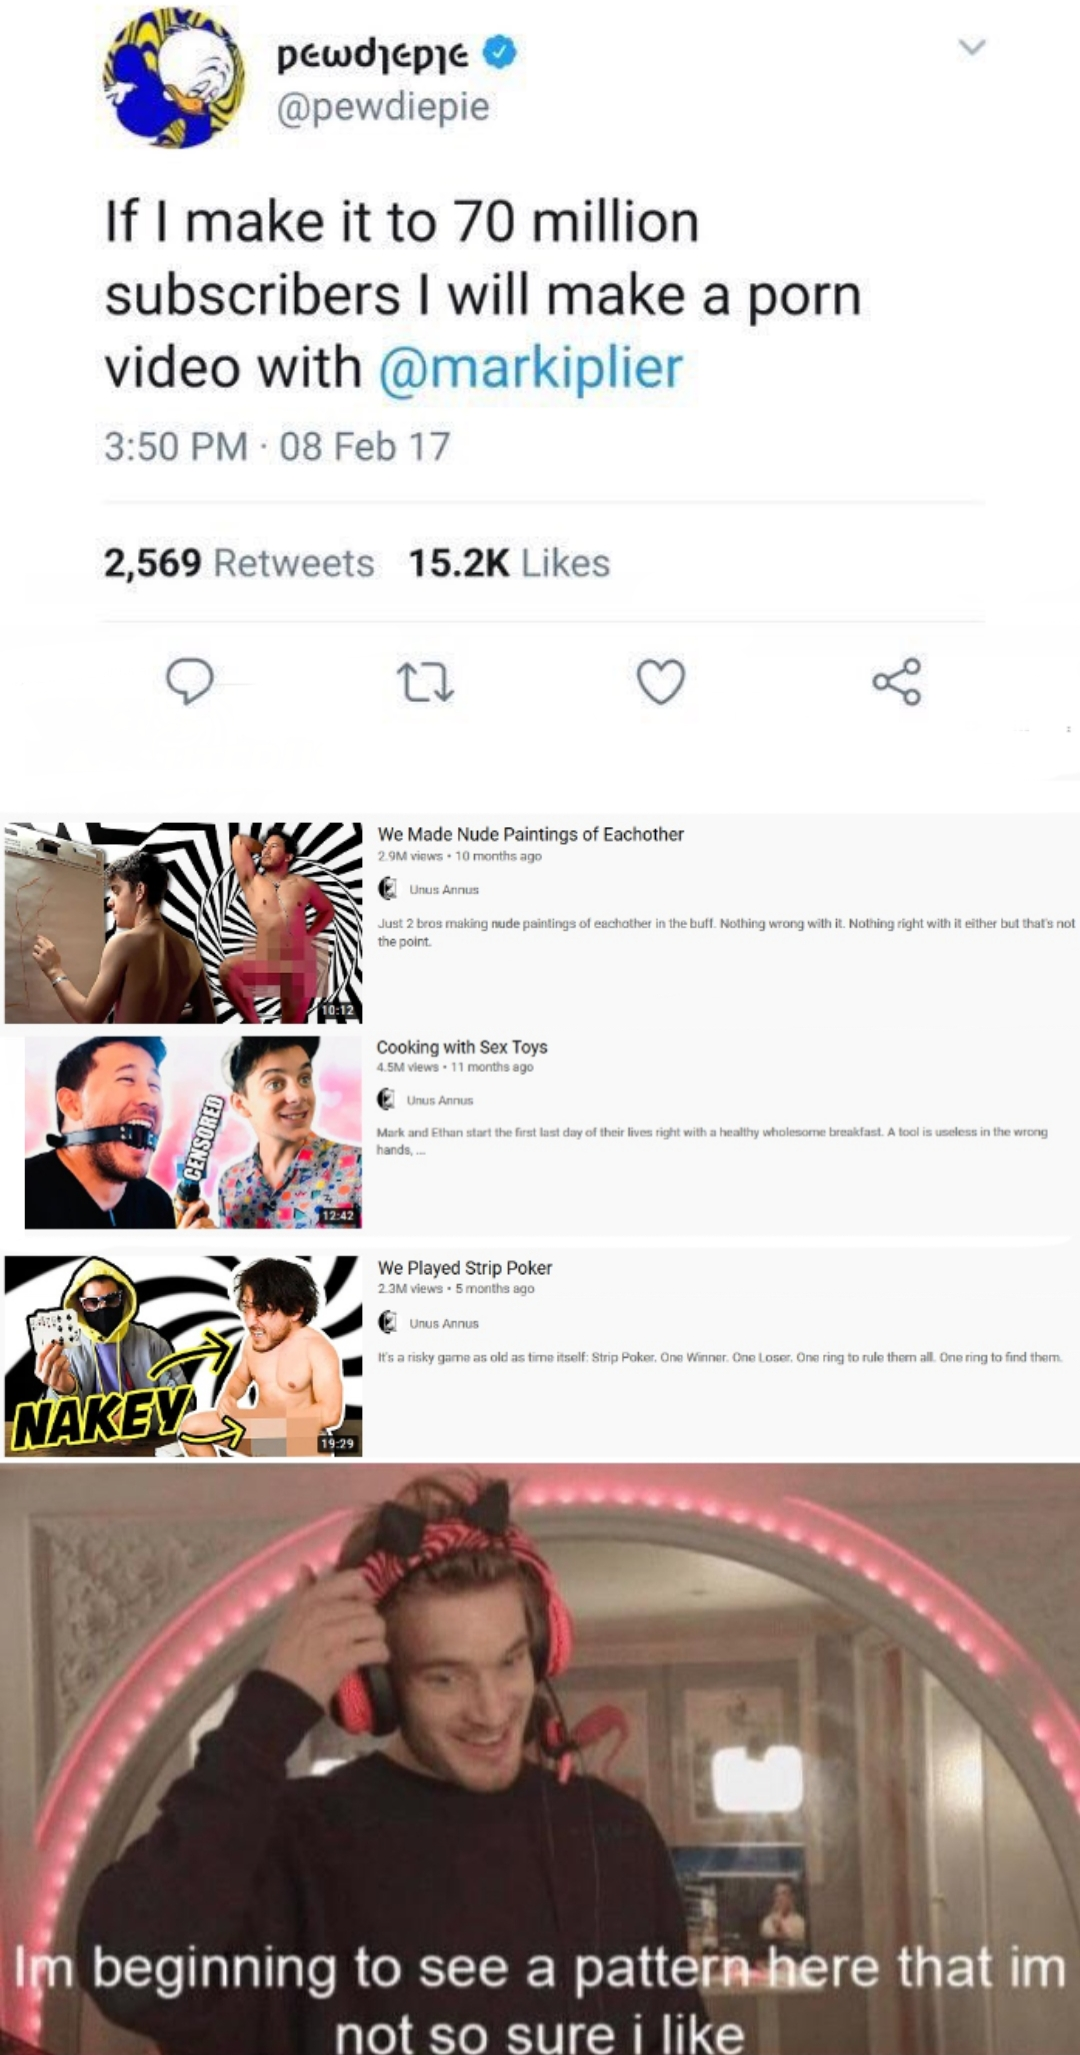 pєwdιєριє
@pewdiepie
If I make it to 70 million
subscribers I will make a porn
video with @markiplier
3:50 PM · 08 Feb 17
2,569 Retweets 15.2K Likes
We Made Nude Paintings of Eachother
2.9M views • 10 months ago
Unus Annus
Just 2 bros making nude paintings of eachother in the buff. Nothing wrong with it. Nothing right with it either but that's not
the point.
10:12
Cooking with Sex Toys
4.5M views • 11 months ago
Unus Annus
Mark and Ethan start the first last day of their lives right with a healthy wholesome breakfast. A tool is useless in the wrong
hands, ...
CENSORED
12:42
We Played Strip Poker
2.3M views • 5 months ago
Unus Annus
It's a risky game as old as time itself: Strip Poker. One Winner. One Loser. One ring to rule them all. One ring to find them.
NAKEY
19:29
Im beginning to see a pattern here that im
not so sure i like